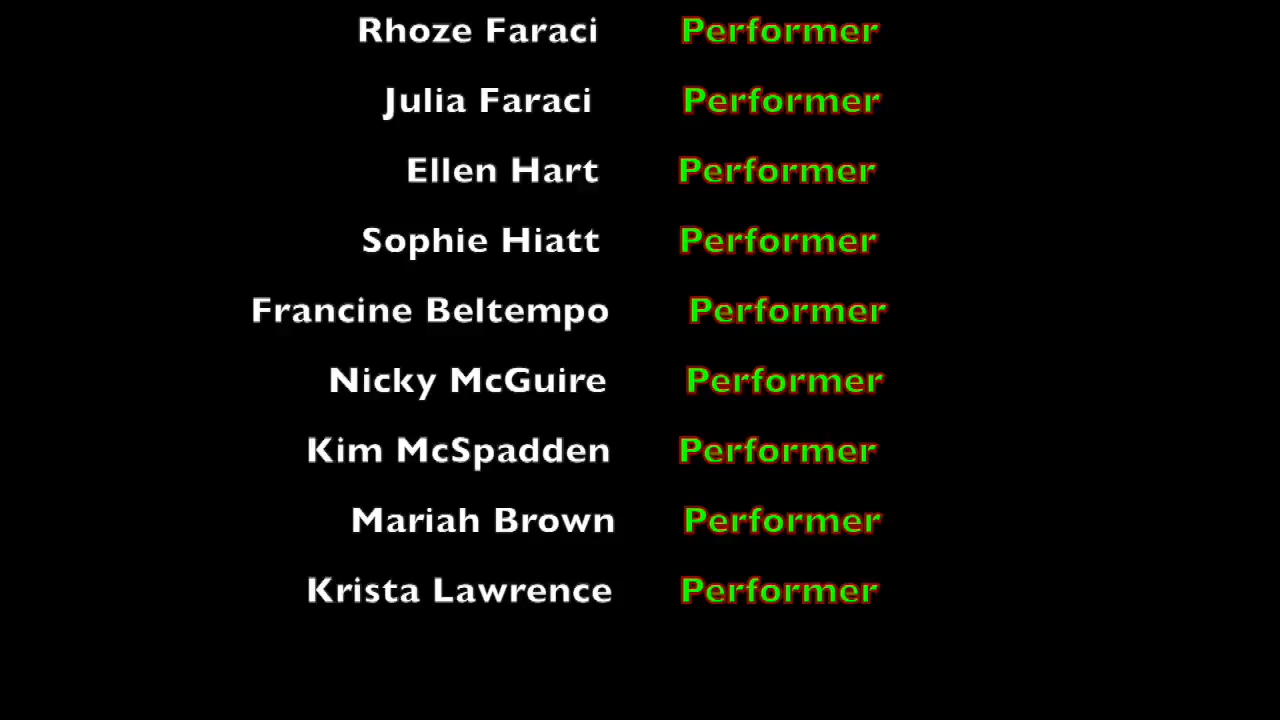 Rhoze Faraci Performer
Julia Faraci Performer
Ellen Hart Performer
Sophie Hiatt Performer
Francine Beltempo Performer
Nicky McGuire Performer
Kim McSpadden Performer
Mariah Brown Performer
Krista Lawrence Performer